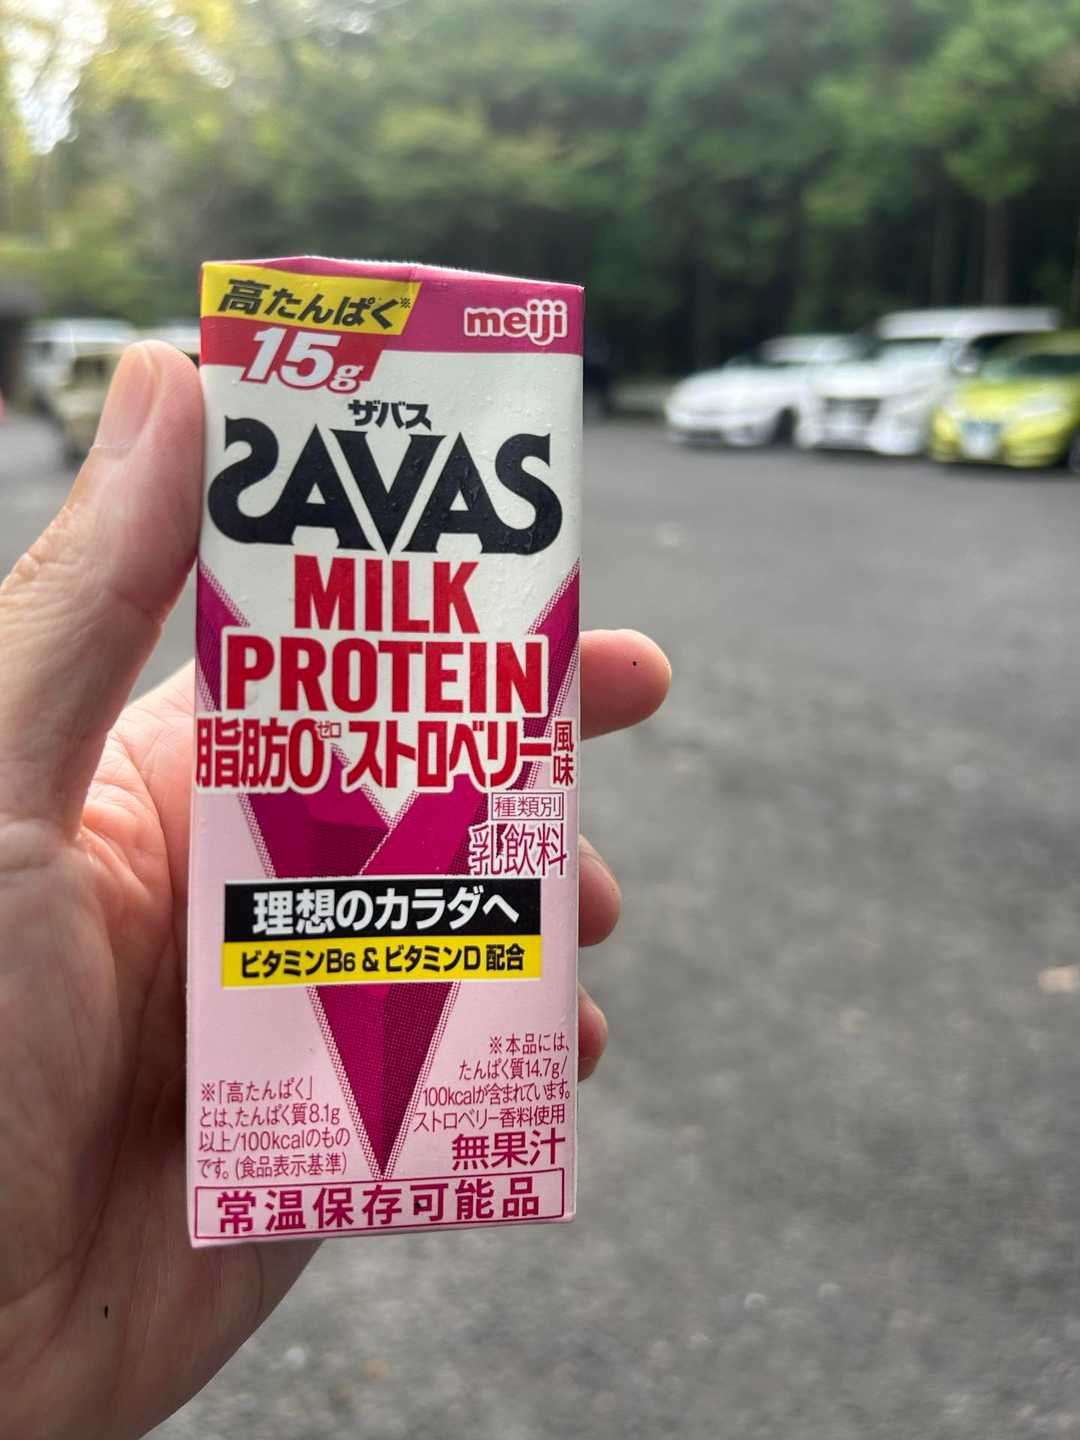 高たんぱく※
meiji
15g
ザバス
SAVAS
MILK
PROTEIN
脂肪0ゼロ ストロベリー風味
種類別
乳飲料
理想のカラダへ
ビタミンB6 & ビタミンD 配合
※本品には、
たんぱく質14.7g/
100kcalが含まれています。
ストロベリー香料使用
無果汁
※「高たんぱく」
とは、たんぱく質8.1g
以上/100kcalのもの
です。(食品表示基準)
常温保存可能品